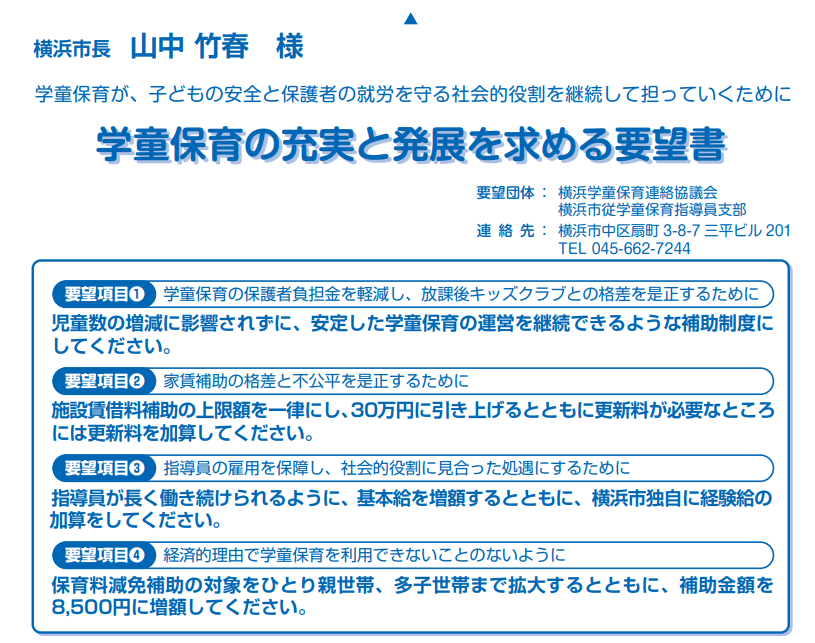 ▲
横浜市長 山中 竹春 様
学童保育が、子どもの安全と保護者の就労を守る社会的役割を継続して担っていくために
学童保育の充実と発展を求める要望書
要望団体 ： 横浜学童保育連絡協議会
横浜市従学童保育指導員支部
連 絡 先 ： 横浜市中区扇町 3-8-7 三平ビル 201
TEL 045-662-7244
要望項目❶ 学童保育の保護者負担金を軽減し、放課後キッズクラブとの格差を是正するために
児童数の増減に影響されずに、安定した学童保育の運営を継続できるような補助制度に
してください。
要望項目❷ 家賃補助の格差と不公平を是正するために
施設賃借料補助の上限額を一律にし、30万円に引き上げるとともに更新料が必要なところ
には更新料を加算してください。
要望項目❸ 指導員の雇用を保障し、社会的役割に見合った処遇にするために
指導員が長く働き続けられるように、基本給を増額するとともに、横浜市独自に経験給の
加算をしてください。
要望項目❹ 経済的理由で学童保育を利用できないことのないように
保育料減免補助の対象をひとり親世帯、多子世帯まで拡大するとともに、補助金額を
8,500円に増額してください。